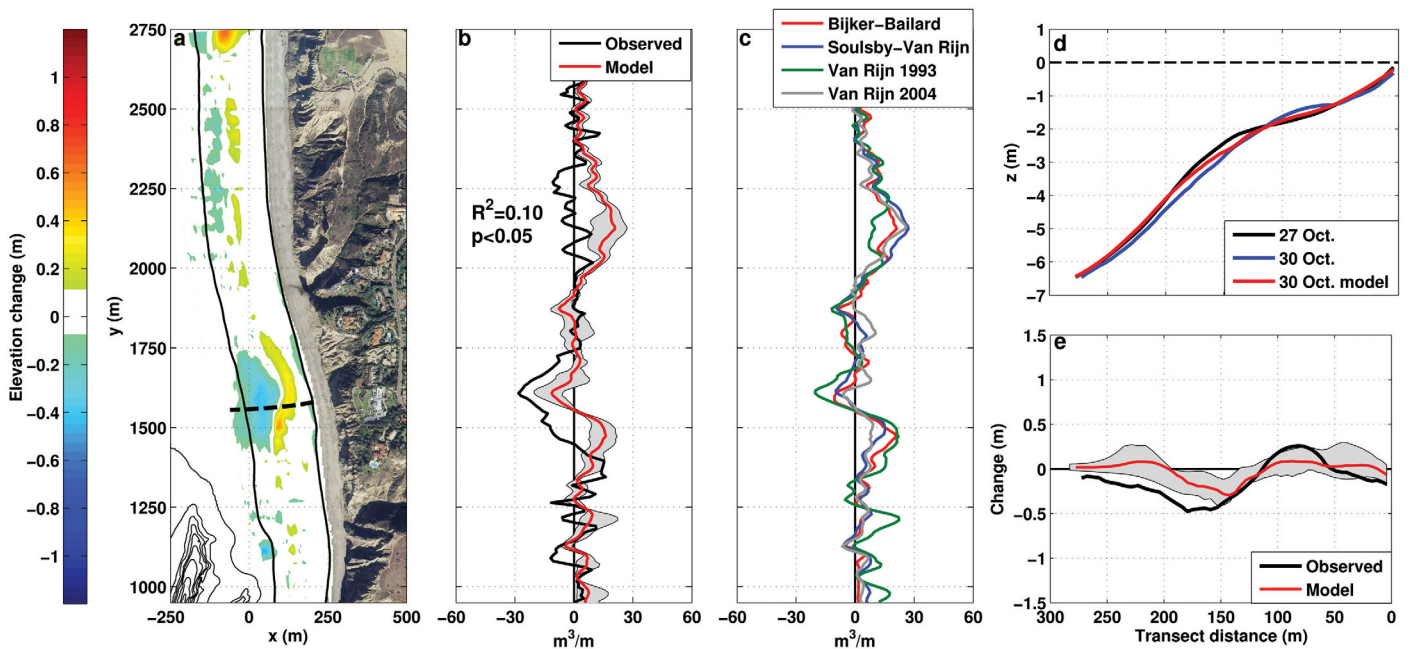 Elevation change (m)
1
0.8
0.6
0.4
0.2
0
−0.2
−0.4
−0.6
−0.8
−1
a
y (m)
2750
2500
2250
2000
1750
1500
1250
1000
−250
0
250
500
x (m)
b
Observed
Model
R²=0.10
p<0.05
−60
−30
0
30
60
m³/m
c
Bijker−Bailard
Soulsby−Van Rijn
Van Rijn 1993
Van Rijn 2004
−60
−30
0
30
60
m³/m
d
z (m)
1
0
−1
−2
−3
−4
−5
−6
−7
27 Oct.
30 Oct.
30 Oct. model
e
Change (m)
1.5
1
0.5
0
−0.5
−1
−1.5
Observed
Model
300
250
200
150
100
50
0
Transect distance (m)